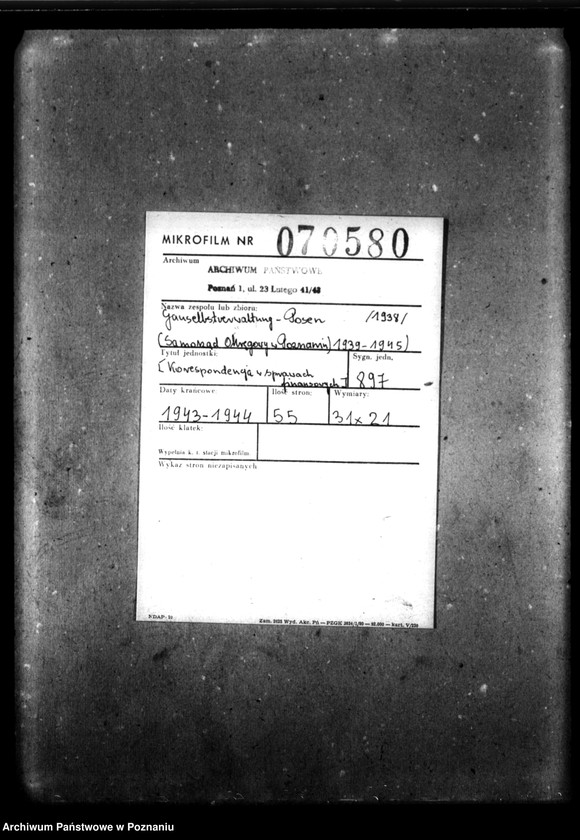 MIKROFILM NR 070580
Archiwum
ARCHIWUM PAŃSTWOWE
Poznań 1, ul. 23 Lutego 41/43
Nazwa zespołu lub zbioru:
Gauselbstverwaltung - Posen /1938/
(Samorząd Okręgowy w Poznaniu) 1939-1945)
Tytuł jednostki: Sygn. jedn.
[Korespondencja w sprawach
finansowych] 897
Daty krańcowe: Ilość stron: Wymiary:
1943-1944 55 31x21
Ilość klatek:
Wypełnia k. t. stacji mikrofilm
Wykaz stron niezapisanych
NDAP
Archiwum Państwowe w Poznaniu